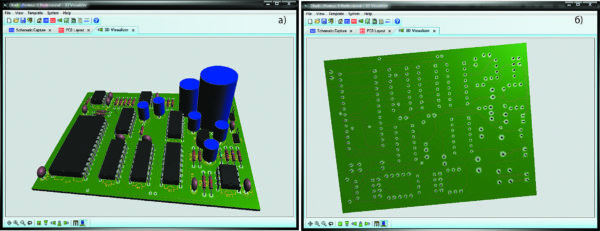 File View Template System Help
а)
Schematic Capture PCB Layout 3D Visualizer
File View Template System Help
б)
Schematic Capture PCB Layout 3D Visualizer